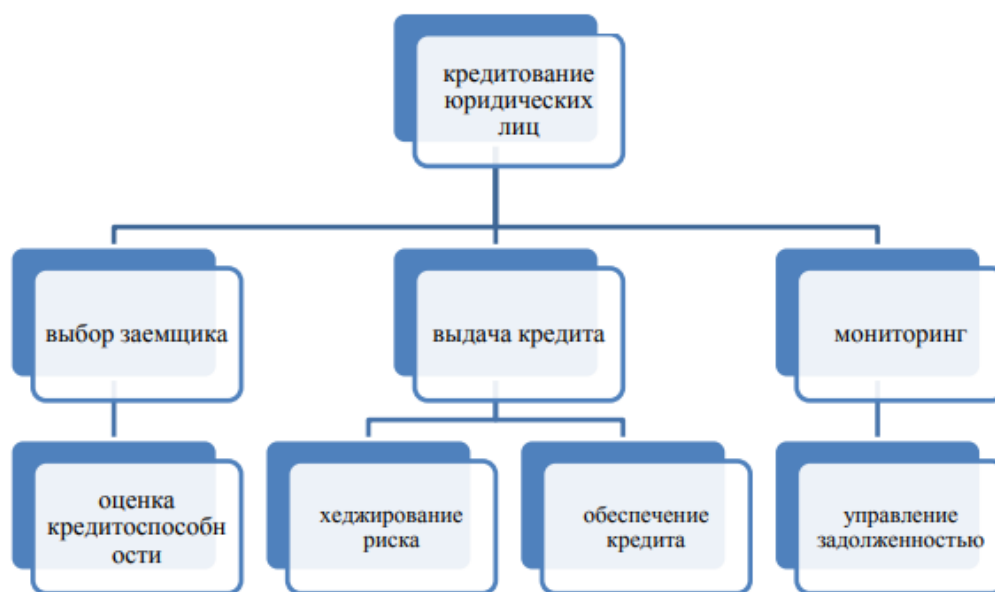 кредитование
юридических
лиц
выбор заемщика
выдача кредита
мониторинг
оценка
кредитоспособн
ости
хеджирование
риска
обеспечение
кредита
управление
задолженностью